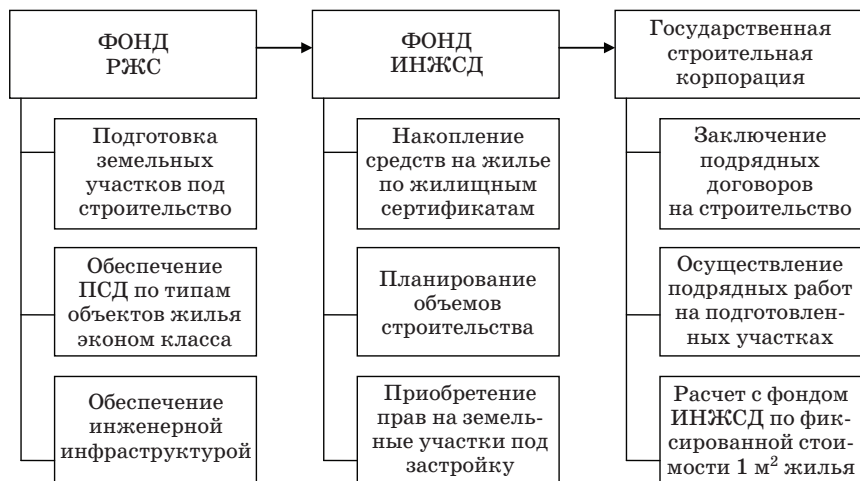 ФОНД
РЖС
ФОНД
ИНЖСД
Государственная
строительная
корпорация
Подготовка
земельных
участков под
строительство
Накопление
средств на жилье
по жилищным
сертификатам
Заключение
подрядных
договоров
на строительство
Обеспечение
ПСД по типам
объектов жилья
эконом класса
Планирование
объемов
строительства
Осуществление
подрядных работ
на подготовлен-
ных участках
Обеспечение
инженерной
инфраструктурой
Приобретение
прав на земель-
ные участки под
застройку
Расчет с фондом
ИНЖСД по фик-
сированной стои-
мости 1 м² жилья